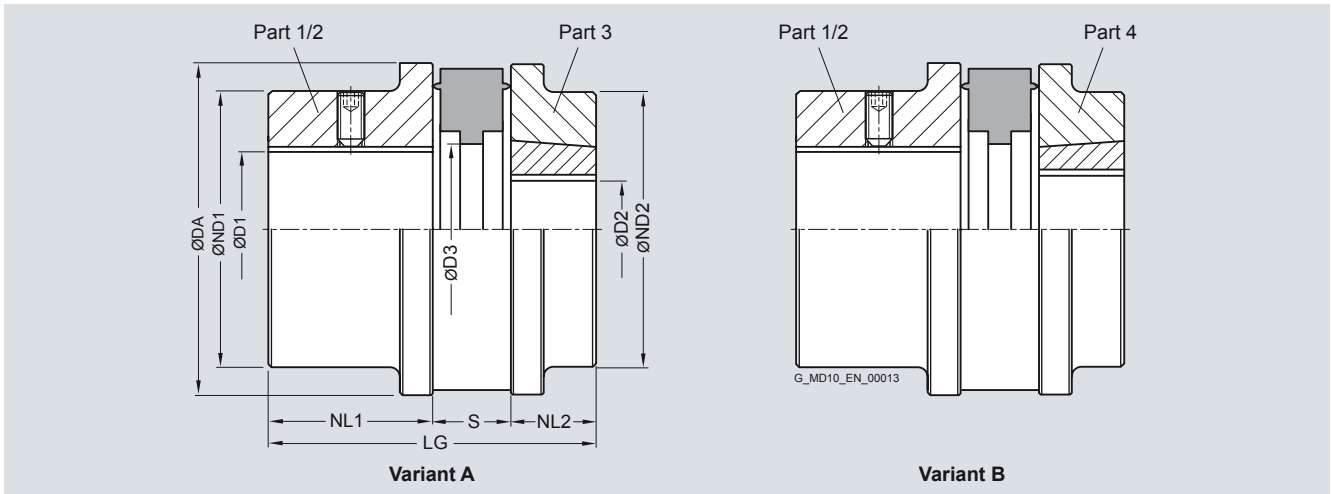 Part 1/2
Part 3
Part 1/2
Part 4
ØDA
ØND1
ØD1
ØD3
ØD2
ØND2
G_MD10_EN_00013
NL1
S
NL2
LG
Variant A
Variant B